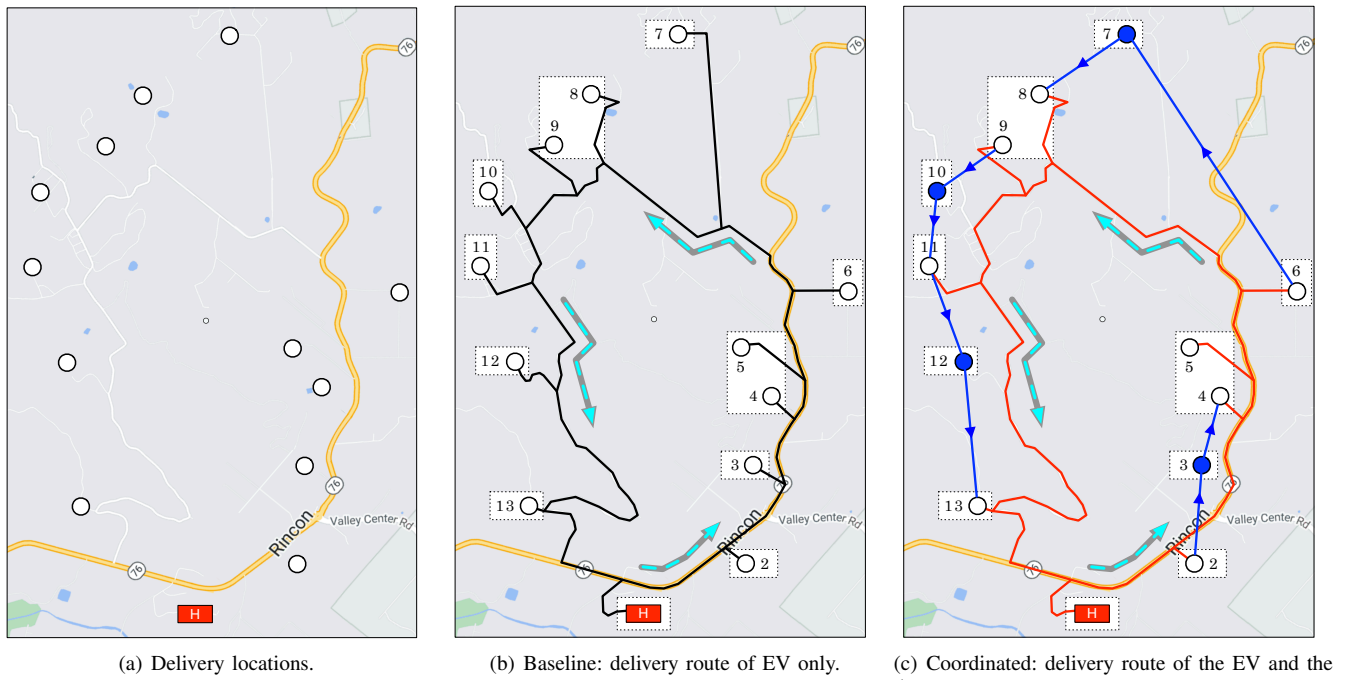 76
76
76
Rincon
Valley Center Rd
H
7
8
9
10
11
6
12
5
4
3
76
13
Rincon
Valley Center Rd
2
76
H
7
76
8
9
10
11
6
12
5
4
3
76
13
Rincon
Valley Center Rd
2
76
H
(a) Delivery locations.
(b) Baseline: delivery route of EV only.
(c) Coordinated: delivery route of the EV and the